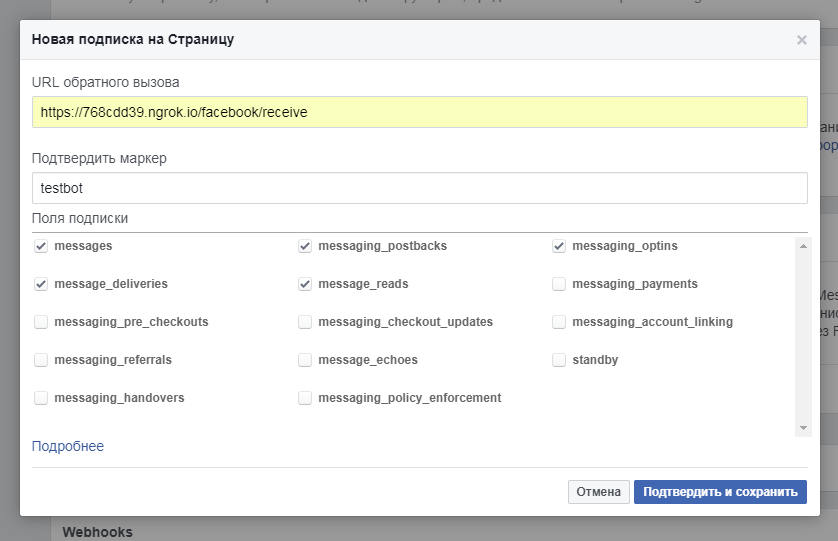 Новая подписка на Страницу
URL обратного вызова
https://768cdd39.ngrok.io/facebook/receive
Подтвердить маркер
testbot
Поля подписки
messages messaging_postbacks messaging_optins
message_deliveries message_reads messaging_payments
messaging_pre_checkouts messaging_checkout_updates messaging_account_linking
messaging_referrals message_echoes standby
messaging_handovers messaging_policy_enforcement
Подробнее
Отмена Подтвердить и сохранить
Webhooks